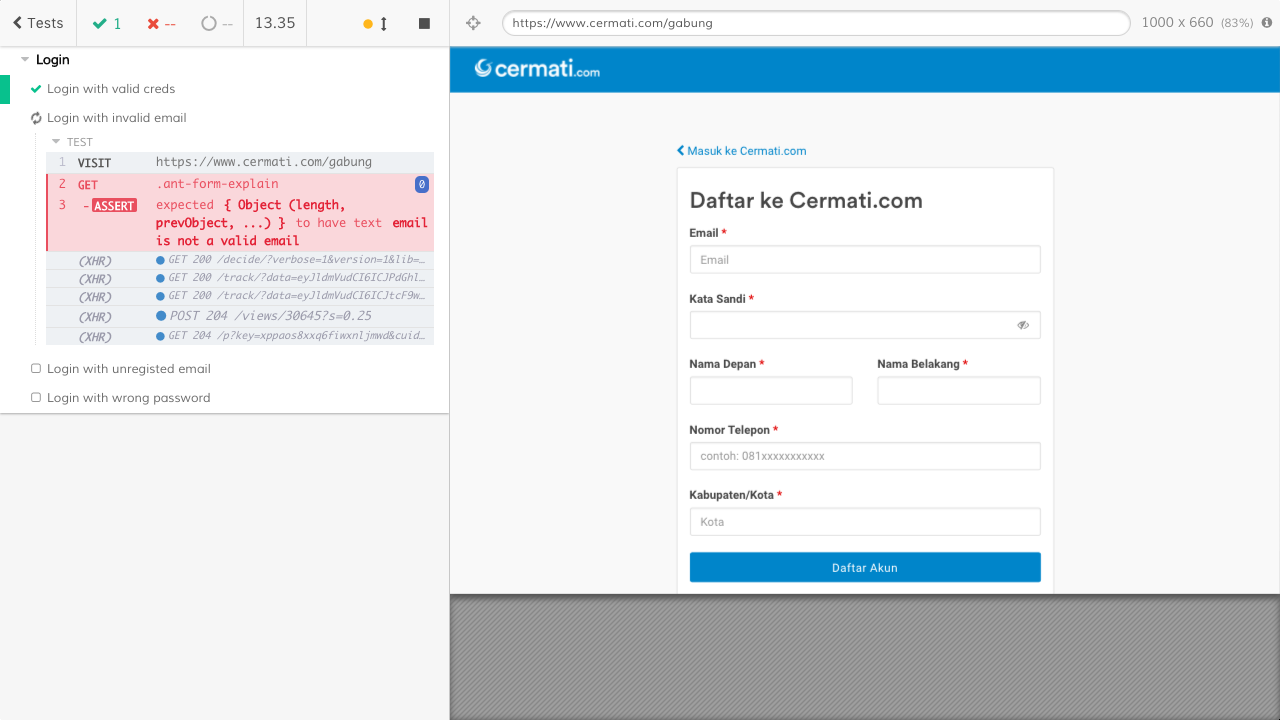 Tests
1
--
--
13.35
https://www.cermati.com/gabung
1000 x 660 (83%)
Login
Login with valid creds
Login with invalid email
TEST
1 VISIT https://www.cermati.com/gabung
2 GET .ant-form-explain 0
3 -ASSERT expected { Object (length,
prevObject, ...) } to have text email
is not a valid email
(XHR) GET 200 /decide/?verbose=1&version=1&lib=…
(XHR) GET 200 /track/?data=eyJldmVudCI6ICJPdGhl…
(XHR) GET 200 /track/?data=eyJldmVudCI6ICJtcF9w…
(XHR) POST 204 /views/30645?s=0.25
(XHR) GET 204 /p?key=xppaos8xxq6fiwxnljmwd&cuid…
Login with unregisted email
Login with wrong password
cermati.com
Masuk ke Cermati.com
Daftar ke Cermati.com
Email *
Email
Kata Sandi *
Nama Depan * Nama Belakang *
Nomor Telepon *
contoh: 081xxxxxxxxxxx
Kabupaten/Kota *
Kota
Daftar Akun